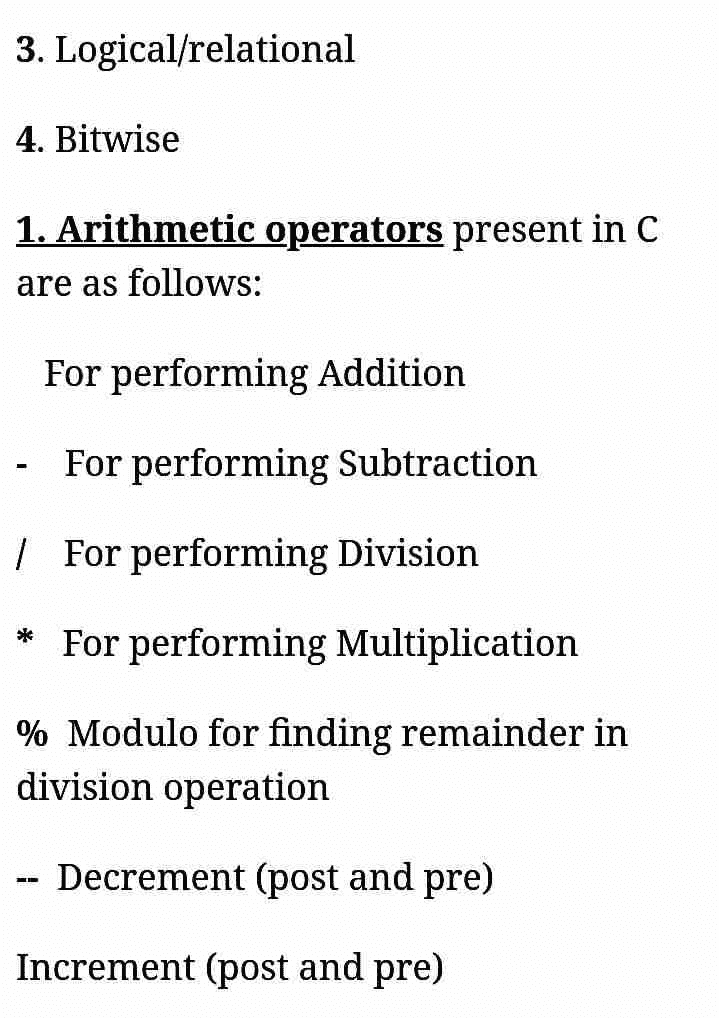 3. Logical/relational
4. Bitwise
1. Arithmetic operators present in C
are as follows:
For performing Addition
- For performing Subtraction
/ For performing Division
* For performing Multiplication
% Modulo for finding remainder in
division operation
-- Decrement (post and pre)
Increment (post and pre)